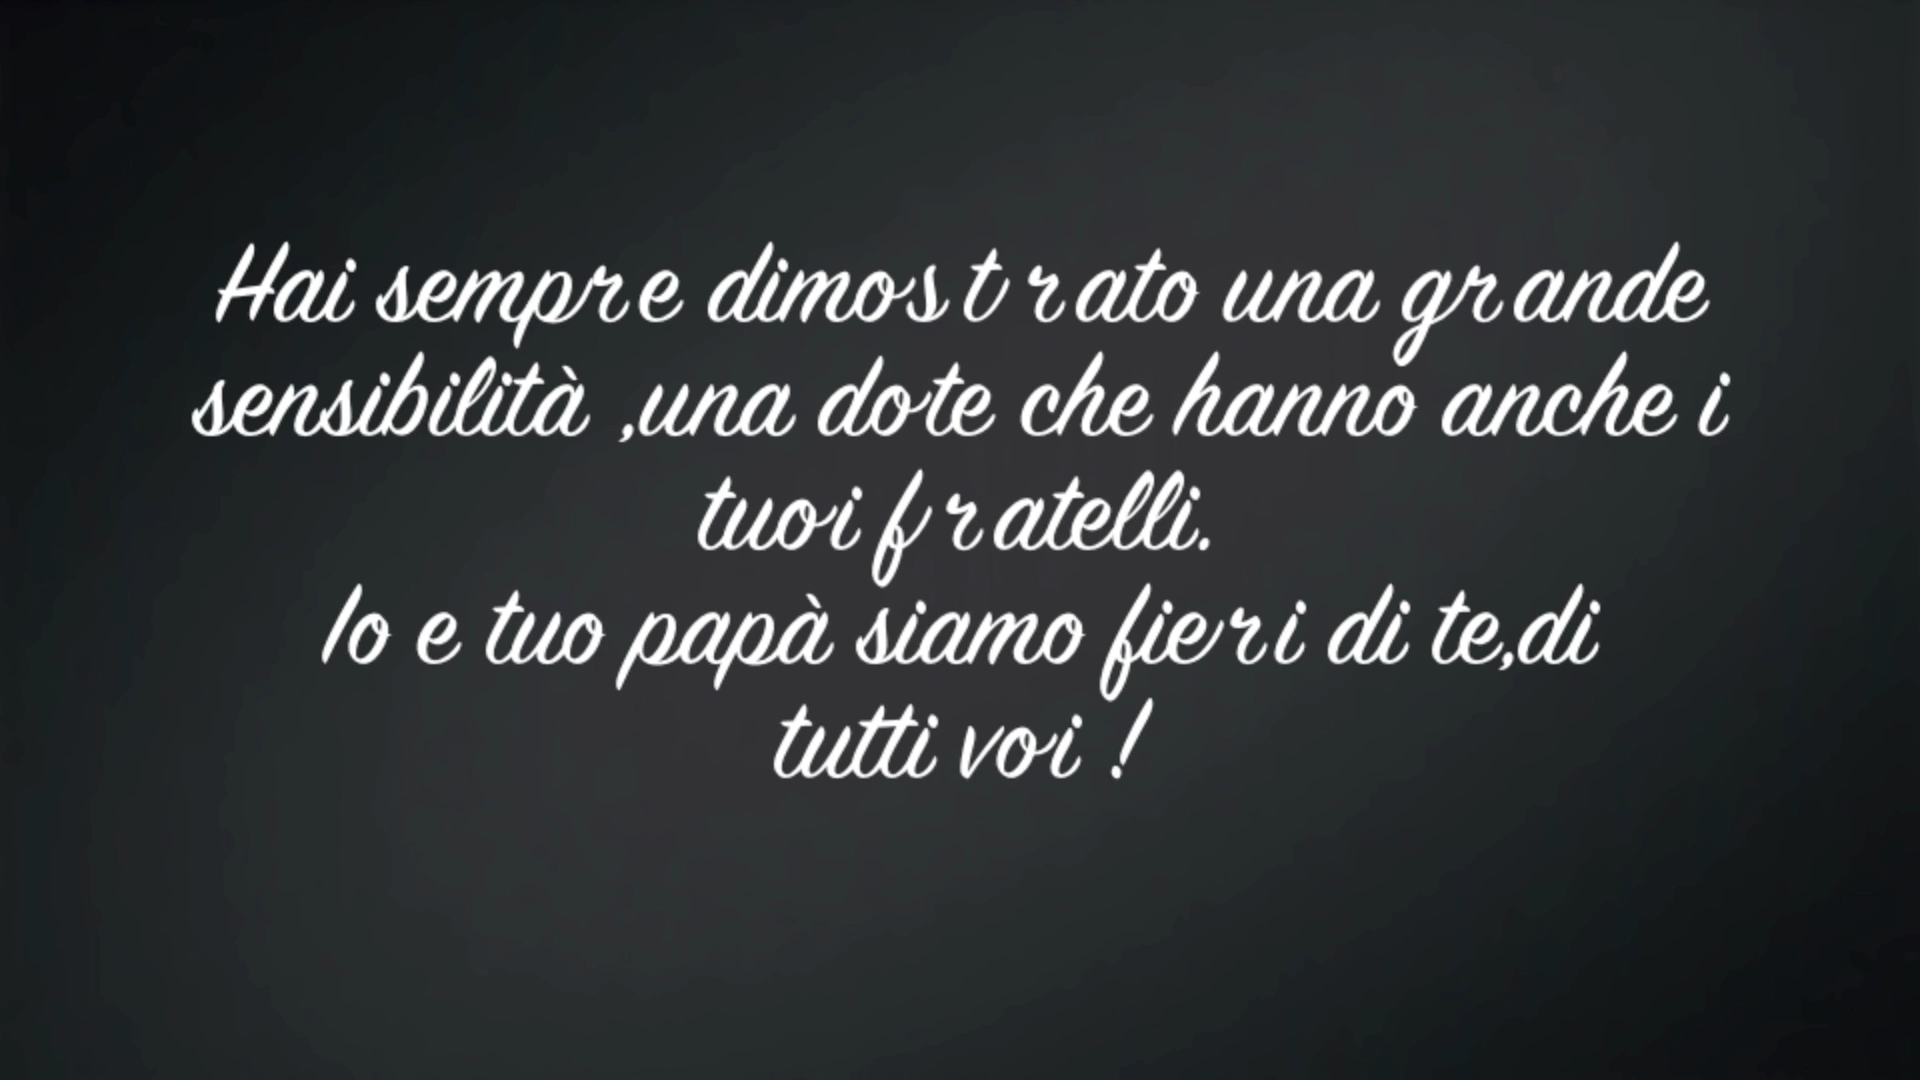 Hai sempre dimostrato una grande
sensibilità ,una dote che hanno anche i
tuoi fratelli.
Io e tuo papà siamo fieri di te,di
tutti voi !